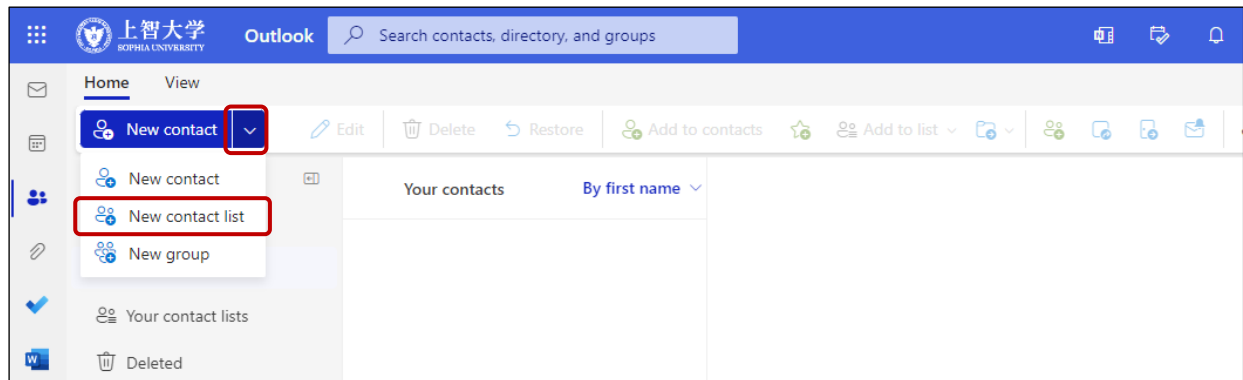 上智大学
SOPHIA UNIVERSITY
Outlook
Search contacts, directory, and groups
Home View
New contact
Edit Delete Restore Add to contacts Add to list
New contact
New contact list
New group
Your contacts By first name
Your contact lists
Deleted